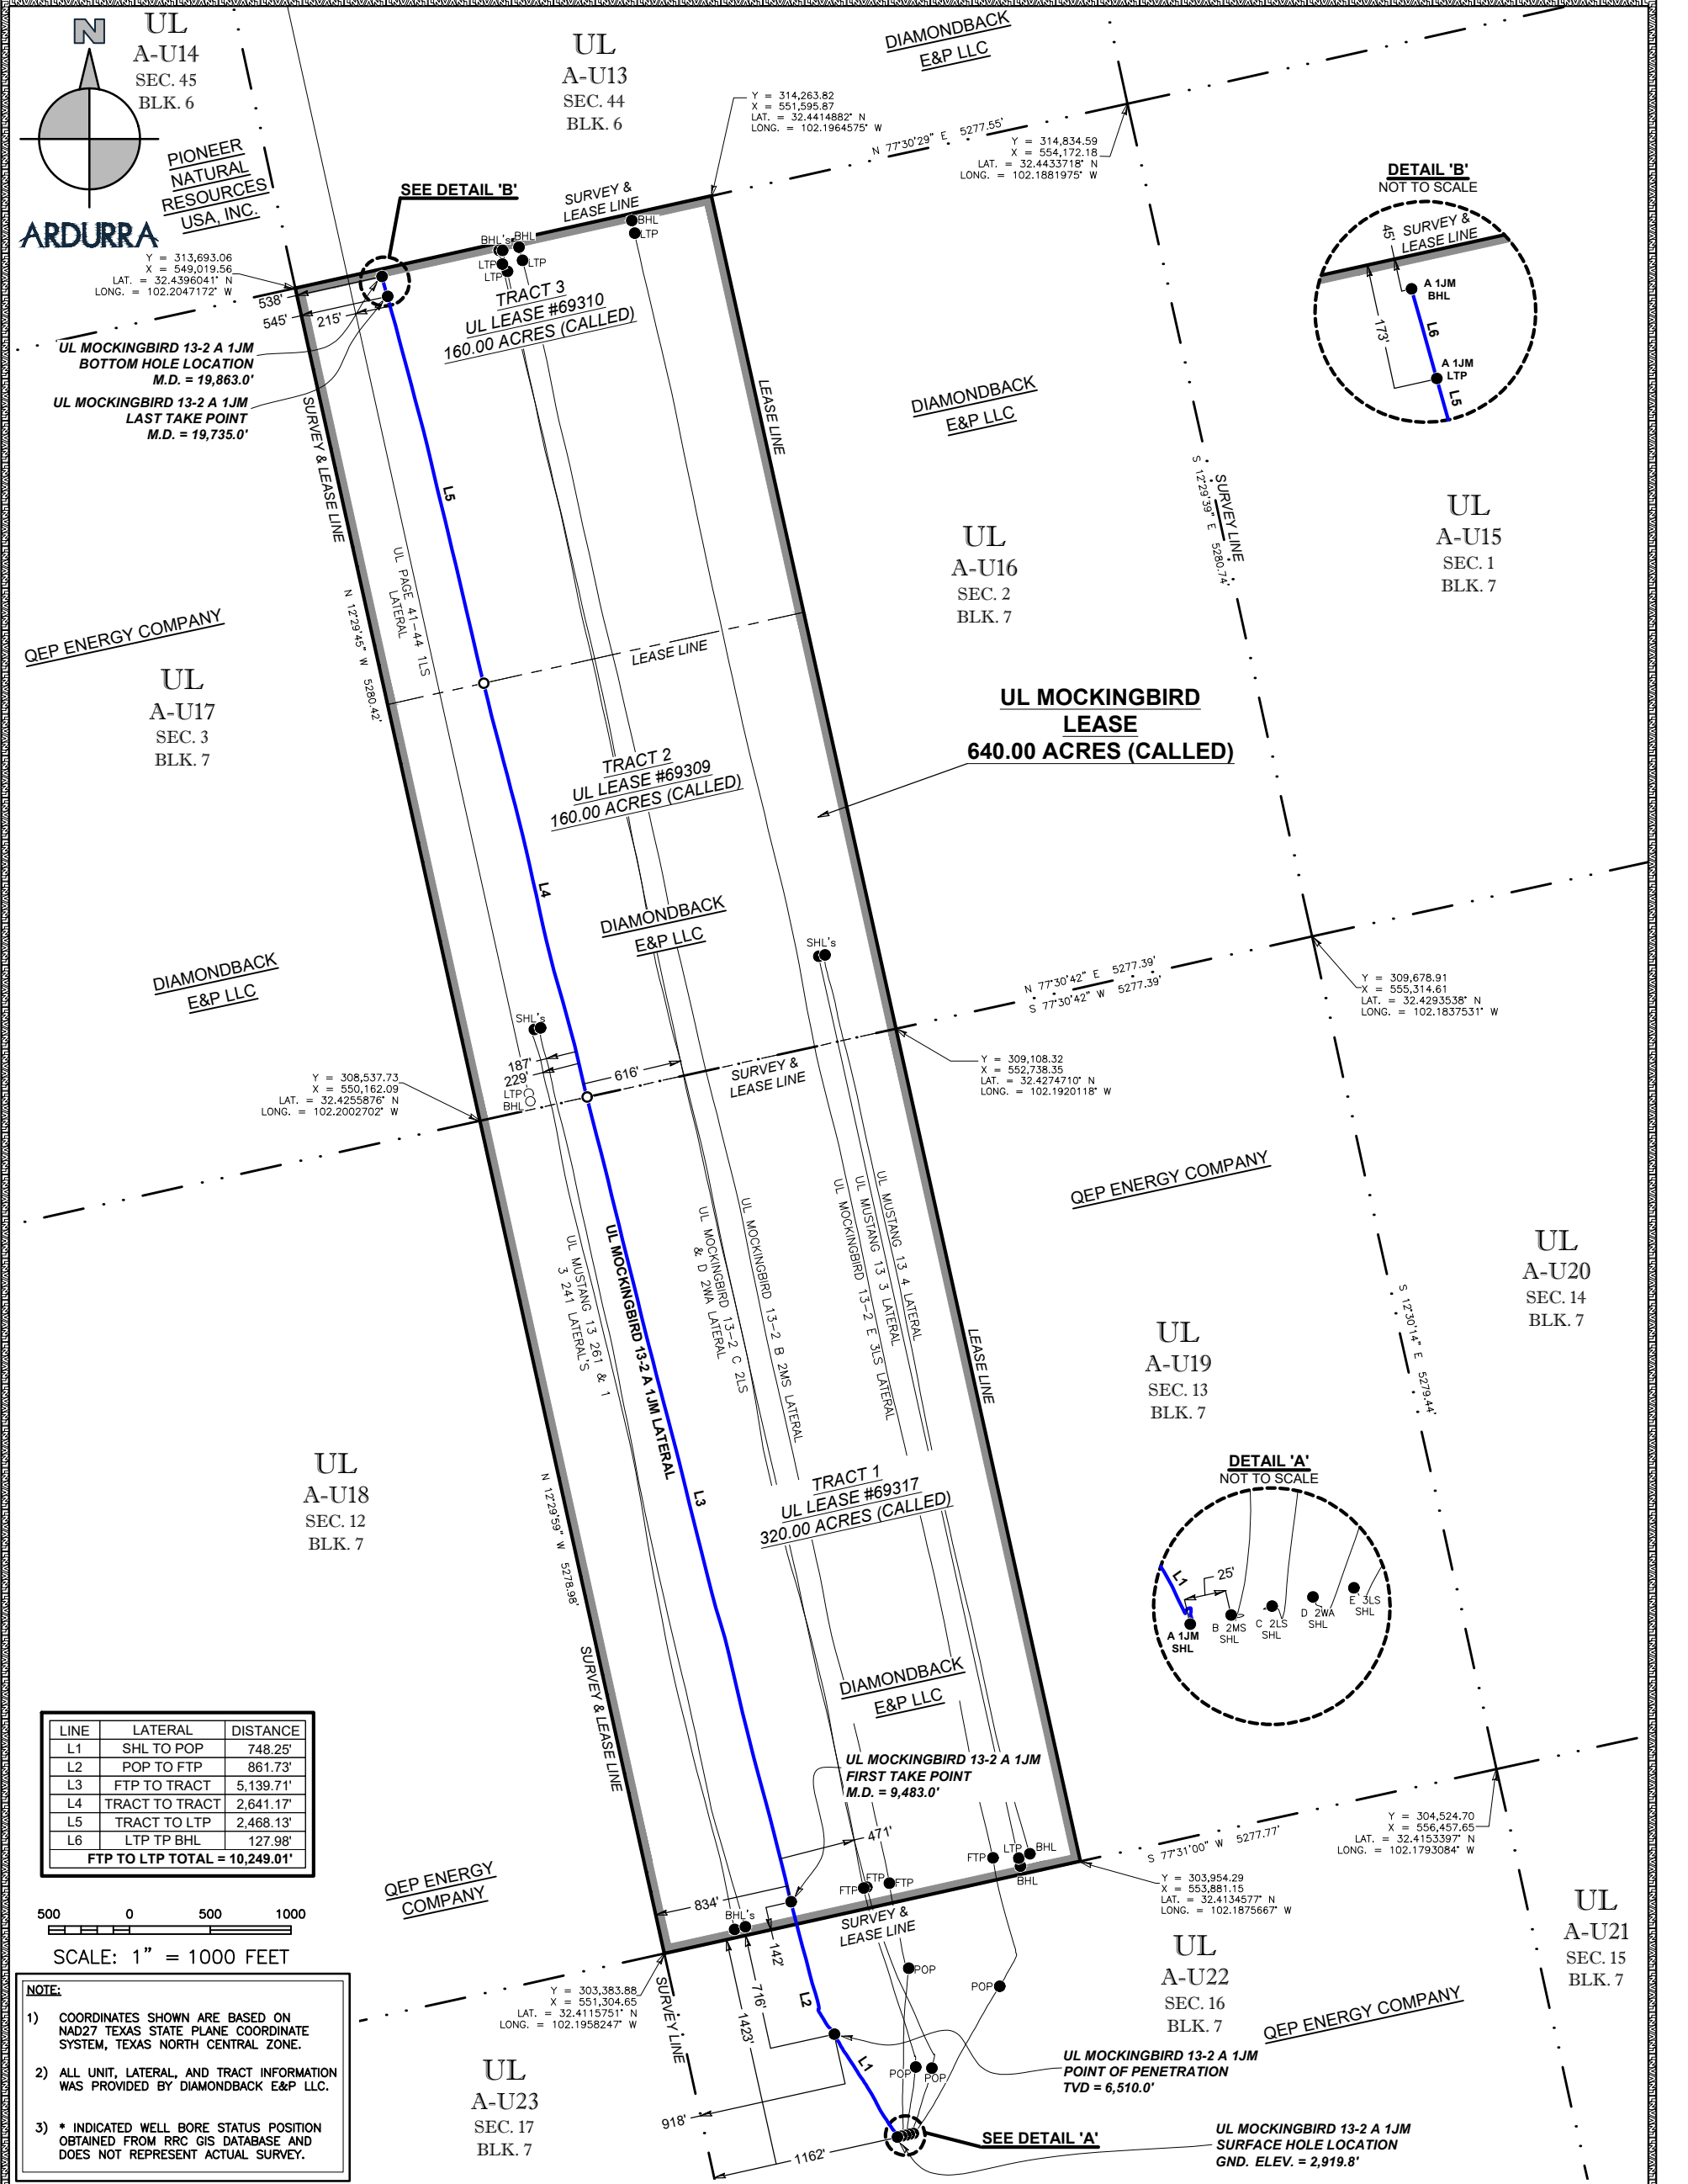 N
ARDURRA
UL
A-U14
SEC. 45
BLK. 6
UL
A-U13
SEC. 44
BLK. 6
DIAMONDBACK
E&P LLC
PIONEER
NATURAL
RESOURCES
USA, INC.
Y = 314,263.82
X = 551,595.87
LAT. = 32.4414882° N
LONG. = 102.1964575° W
N 77°30'29" E 5277.55'
Y = 314,834.59
X = 554,172.18
LAT. = 32.4433718° N
LONG. = 102.1881975° W
DETAIL 'B'
NOT TO SCALE
45'
SURVEY &
LEASE LINE
A 1JM
BHL
173'
L6
A 1JM
LTP
L5
SEE DETAIL 'B'
SURVEY &
LEASE LINE
BHL
LTP
BHL's
BHL
LTP
LTP
LTP
Y = 313,693.06
X = 549,019.56
LAT. = 32.4396041° N
LONG. = 102.2047172° W
538'
545'
215'
TRACT 3
UL LEASE #69310
160.00 ACRES (CALLED)
UL MOCKINGBIRD 13-2 A 1JM
BOTTOM HOLE LOCATION
M.D. = 19,863.0'
UL MOCKINGBIRD 13-2 A 1JM
LAST TAKE POINT
M.D. = 19,735.0'
SURVEY & LEASE LINE
LEASE LINE
DIAMONDBACK
E&P LLC
L5
S 12°29'39" E 5280.74'
SURVEY LINE
UL
A-U15
SEC. 1
BLK. 7
UL
A-U16
SEC. 2
BLK. 7
UL PAGE 41-44 1LS
LATERAL
N 12°29'45" W 5280.42'
QEP ENERGY COMPANY
UL
A-U17
SEC. 3
BLK. 7
LEASE LINE
UL MOCKINGBIRD
LEASE
640.00 ACRES (CALLED)
TRACT 2
UL LEASE #69309
160.00 ACRES (CALLED)
L4
DIAMONDBACK
E&P LLC
DIAMONDBACK
E&P LLC
SHL's
N 77°30'42" E 5277.39'
S 77°30'42" W 5277.39'
Y = 309,678.91
X = 555,314.61
LAT. = 32.4293538° N
LONG. = 102.1837531° W
SHL's
187'
229'
616'
LTP
BHL
SURVEY &
LEASE LINE
Y = 309,108.32
X = 552,738.35
LAT. = 32.4274710° N
LONG. = 102.1920118° W
Y = 308,537.73
X = 550,162.09
LAT. = 32.4255876° N
LONG. = 102.2002702° W
QEP ENERGY COMPANY
UL MUSTANG 13 261 & 1
3 241 LATERAL'S
UL MOCKINGBIRD 13-2 A 1JM LATERAL
UL MOCKINGBIRD 13-2 C 2LS
& D 2WA LATERAL
UL MOCKINGBIRD 13-2 B 2MS LATERAL
UL MOCKINGBIRD 13-2 E 3LS LATERAL
UL MUSTANG 13 3 LATERAL
UL MUSTANG 13 4 LATERAL
LEASE LINE
UL
A-U20
SEC. 14
BLK. 7
UL
A-U19
SEC. 13
BLK. 7
S 12°30'14" E 5279.44'
UL
A-U18
SEC. 12
BLK. 7
N 12°29'59" W 5278.98'
L3
TRACT 1
UL LEASE #69317
320.00 ACRES (CALLED)
DETAIL 'A'
NOT TO SCALE
L1
25'
A 1JM
SHL
B 2MS
SHL
C 2LS
SHL
D 2WA
SHL
E 3LS
SHL
SURVEY & LEASE LINE
DIAMONDBACK
E&P LLC
LINE LATERAL DISTANCE
L1 SHL TO POP 748.25'
L2 POP TO FTP 861.73'
L3 FTP TO TRACT 5,139.71'
L4 TRACT TO TRACT 2,641.17'
L5 TRACT TO LTP 2,468.13'
L6 LTP TP BHL 127.98'
FTP TO LTP TOTAL = 10,249.01'
UL MOCKINGBIRD 13-2 A 1JM
FIRST TAKE POINT
M.D. = 9,483.0'
471'
FTP
LTP
BHL
BHL
FTP
FTP
FTP
S 77°31'00" W 5277.77'
Y = 304,524.70
X = 556,457.65
LAT. = 32.4153397° N
LONG. = 102.1793084° W
QEP ENERGY
COMPANY
834'
BHL's
SURVEY &
LEASE LINE
Y = 303,954.29
X = 553,881.15
LAT. = 32.4134577° N
LONG. = 102.1875667° W
UL
A-U21
SEC. 15
BLK. 7
500 0 500 1000
SCALE: 1” = 1000 FEET
142'
716'
1423'
L2
POP
POP
UL
A-U22
SEC. 16
BLK. 7
QEP ENERGY COMPANY
Y = 303,383.88
X = 551,304.65
LAT. = 32.4115751° N
LONG. = 102.1958247° W
SURVEY LINE
NOTE:
1) COORDINATES SHOWN ARE BASED ON
NAD27 TEXAS STATE PLANE COORDINATE
SYSTEM, TEXAS NORTH CENTRAL ZONE.
2) ALL UNIT, LATERAL, AND TRACT INFORMATION
WAS PROVIDED BY DIAMONDBACK E&P LLC.
3) * INDICATED WELL BORE STATUS POSITION
OBTAINED FROM RRC GIS DATABASE AND
DOES NOT REPRESENT ACTUAL SURVEY.
UL
A-U23
SEC. 17
BLK. 7
L1
POP
POP
UL MOCKINGBIRD 13-2 A 1JM
POINT OF PENETRATION
TVD = 6,510.0'
918'
1162'
SEE DETAIL 'A'
UL MOCKINGBIRD 13-2 A 1JM
SURFACE HOLE LOCATION
GND. ELEV. = 2,919.8'